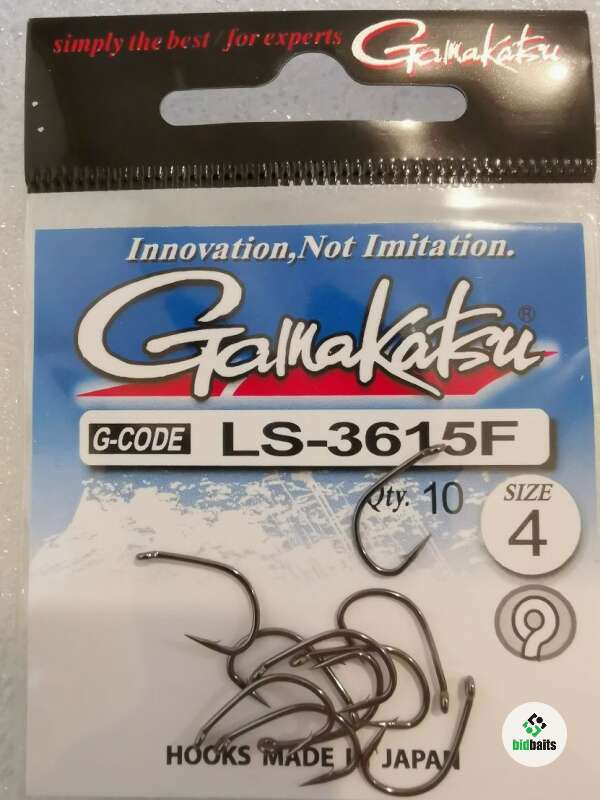 simply the best / for experts
Gamakatsu
Innovation, Not Imitation.
Gamakatsu®
G-CODE LS-3615F
Qty. 10
SIZE
4
HOOKS MADE IN JAPAN
bidbaits